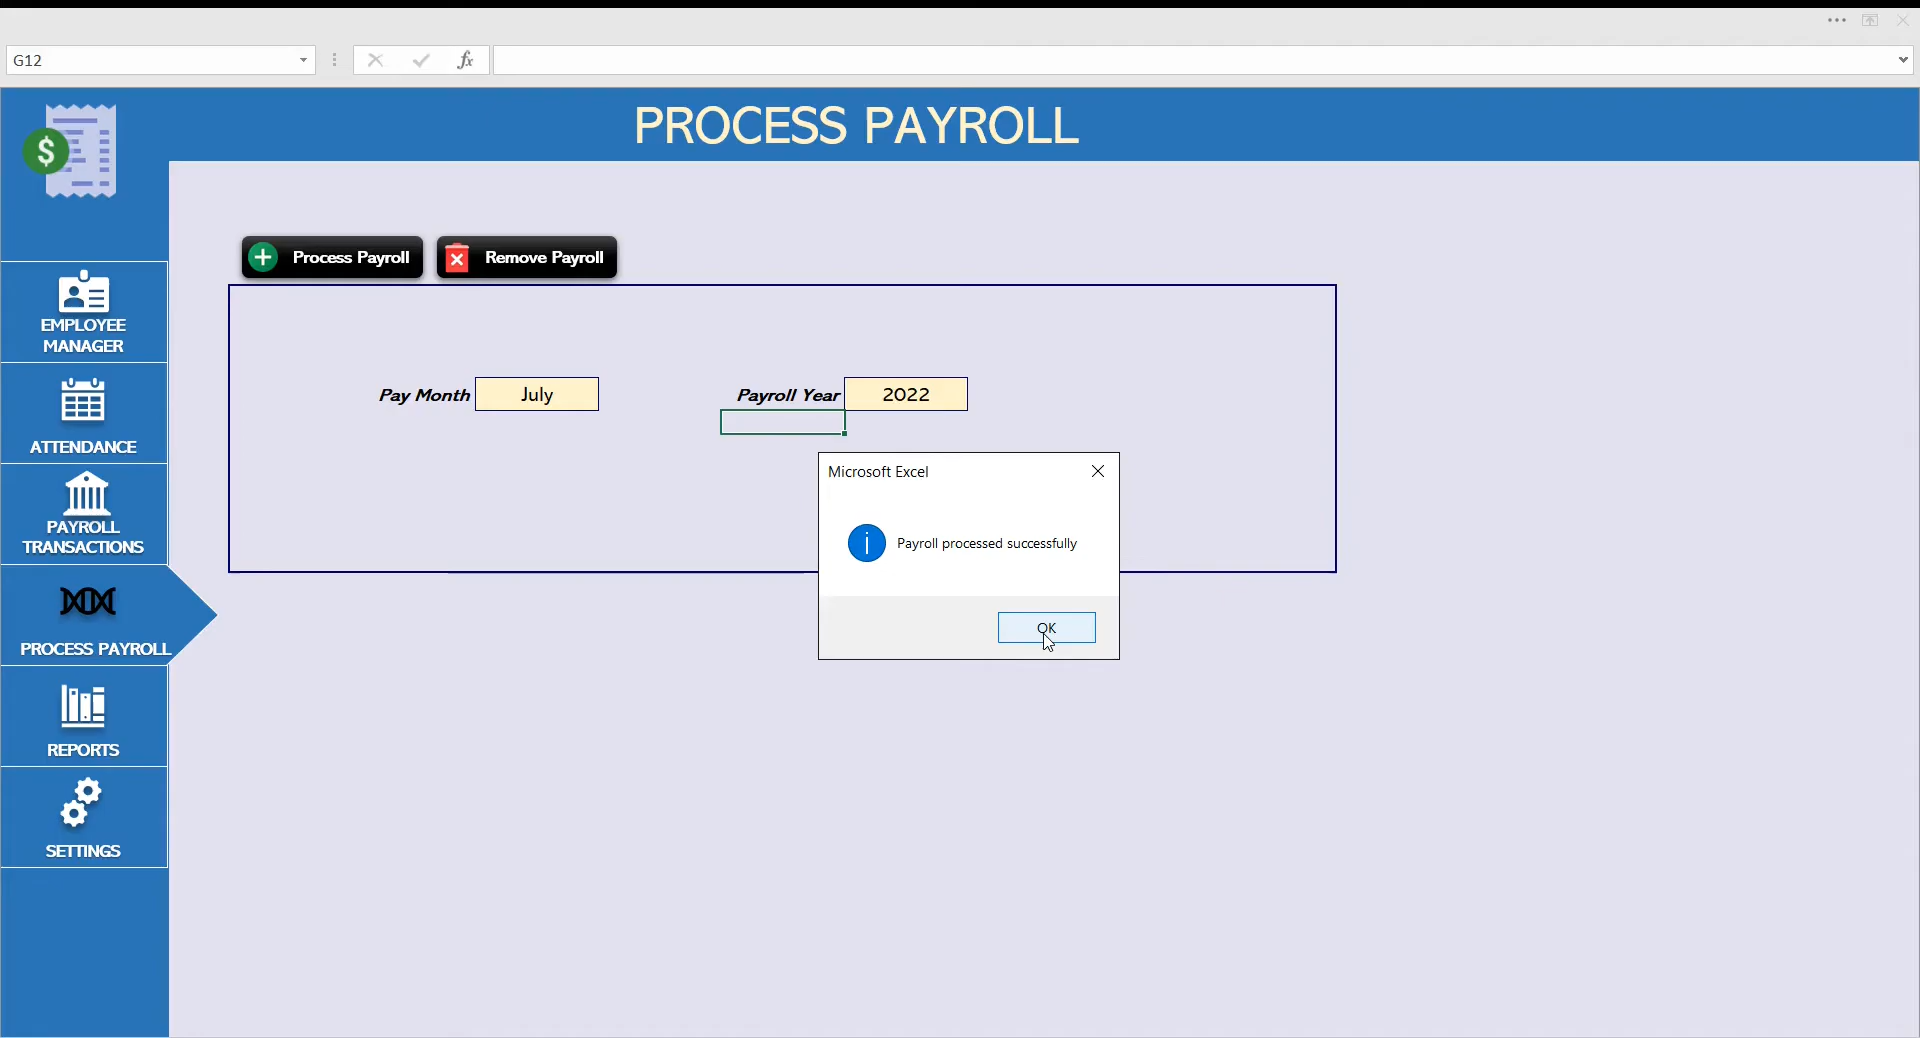 G12
fx
PROCESS PAYROLL
$
Process Payroll
Remove Payroll
EMPLOYEE
MANAGER
Pay Month
July
Payroll Year
2022
ATTENDANCE
Microsoft Excel
Payroll processed successfully
OK
PAYROLL
TRANSACTIONS
PROCESS PAYROLL
REPORTS
SETTINGS